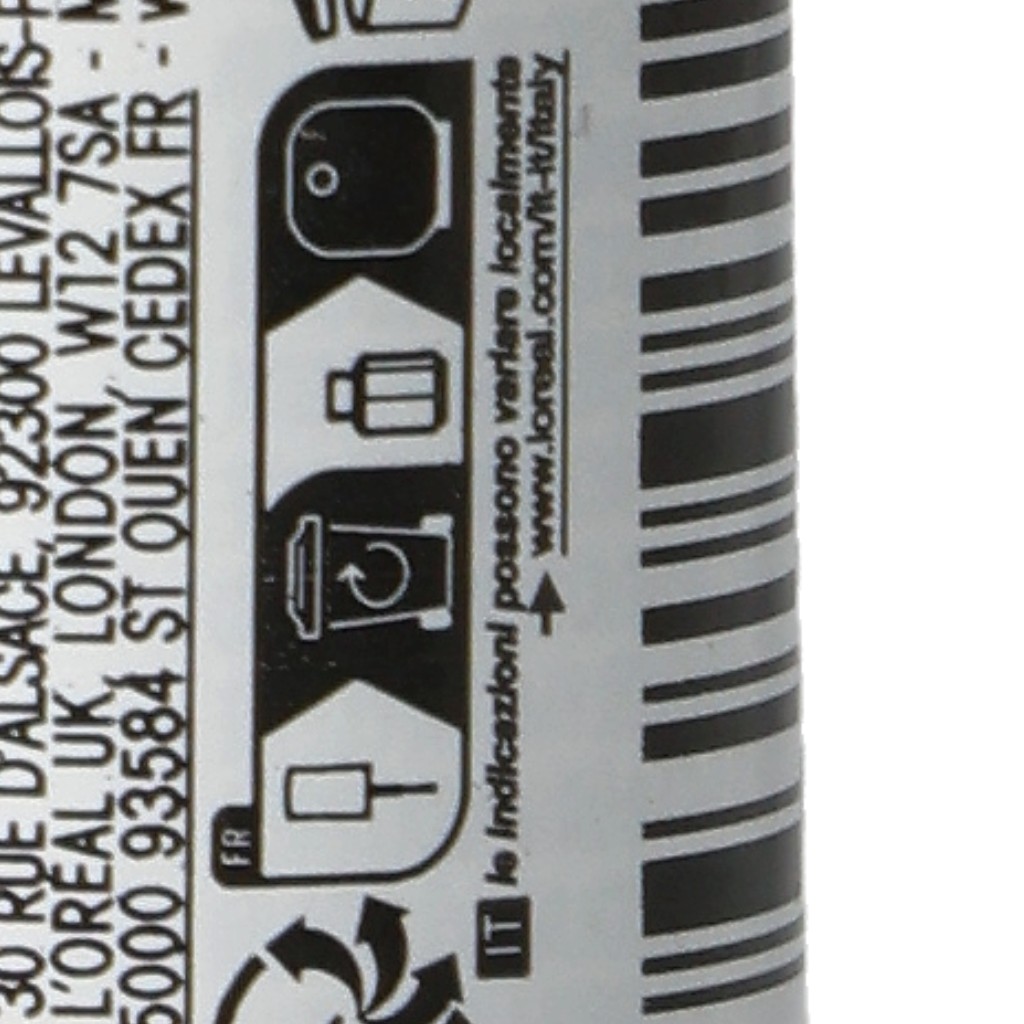 30 RUE D'ALSACE, 92300 LEVALLOIS-
L'ORÉAL UK, LONDON W12 7SA -
5000 93584 ST OUEN CEDEX FR -
FR
IT le indicazioni possono variare localmente
www.loreal.com/it-it/italy